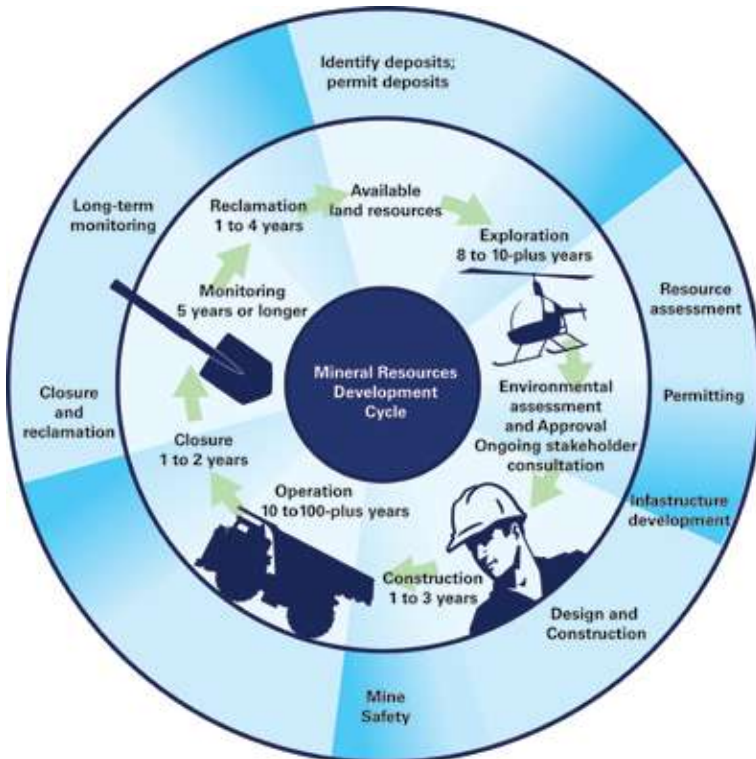 Identify deposits;
permit deposits
Resource
assessment
Permitting
Infastructure
development
Design and
Construction
Mine
Safety
Closure
and
reclamation
Long-term
monitoring
Available
land resources
Exploration
8 to 10-plus years
Environmental
assessment
and Approval
Ongoing stakeholder
consultation
Construction
1 to 3 years
Operation
10 to100-plus years
Closure
1 to 2 years
Monitoring
5 years or longer
Reclamation
1 to 4 years
Mineral Resources
Development
Cycle